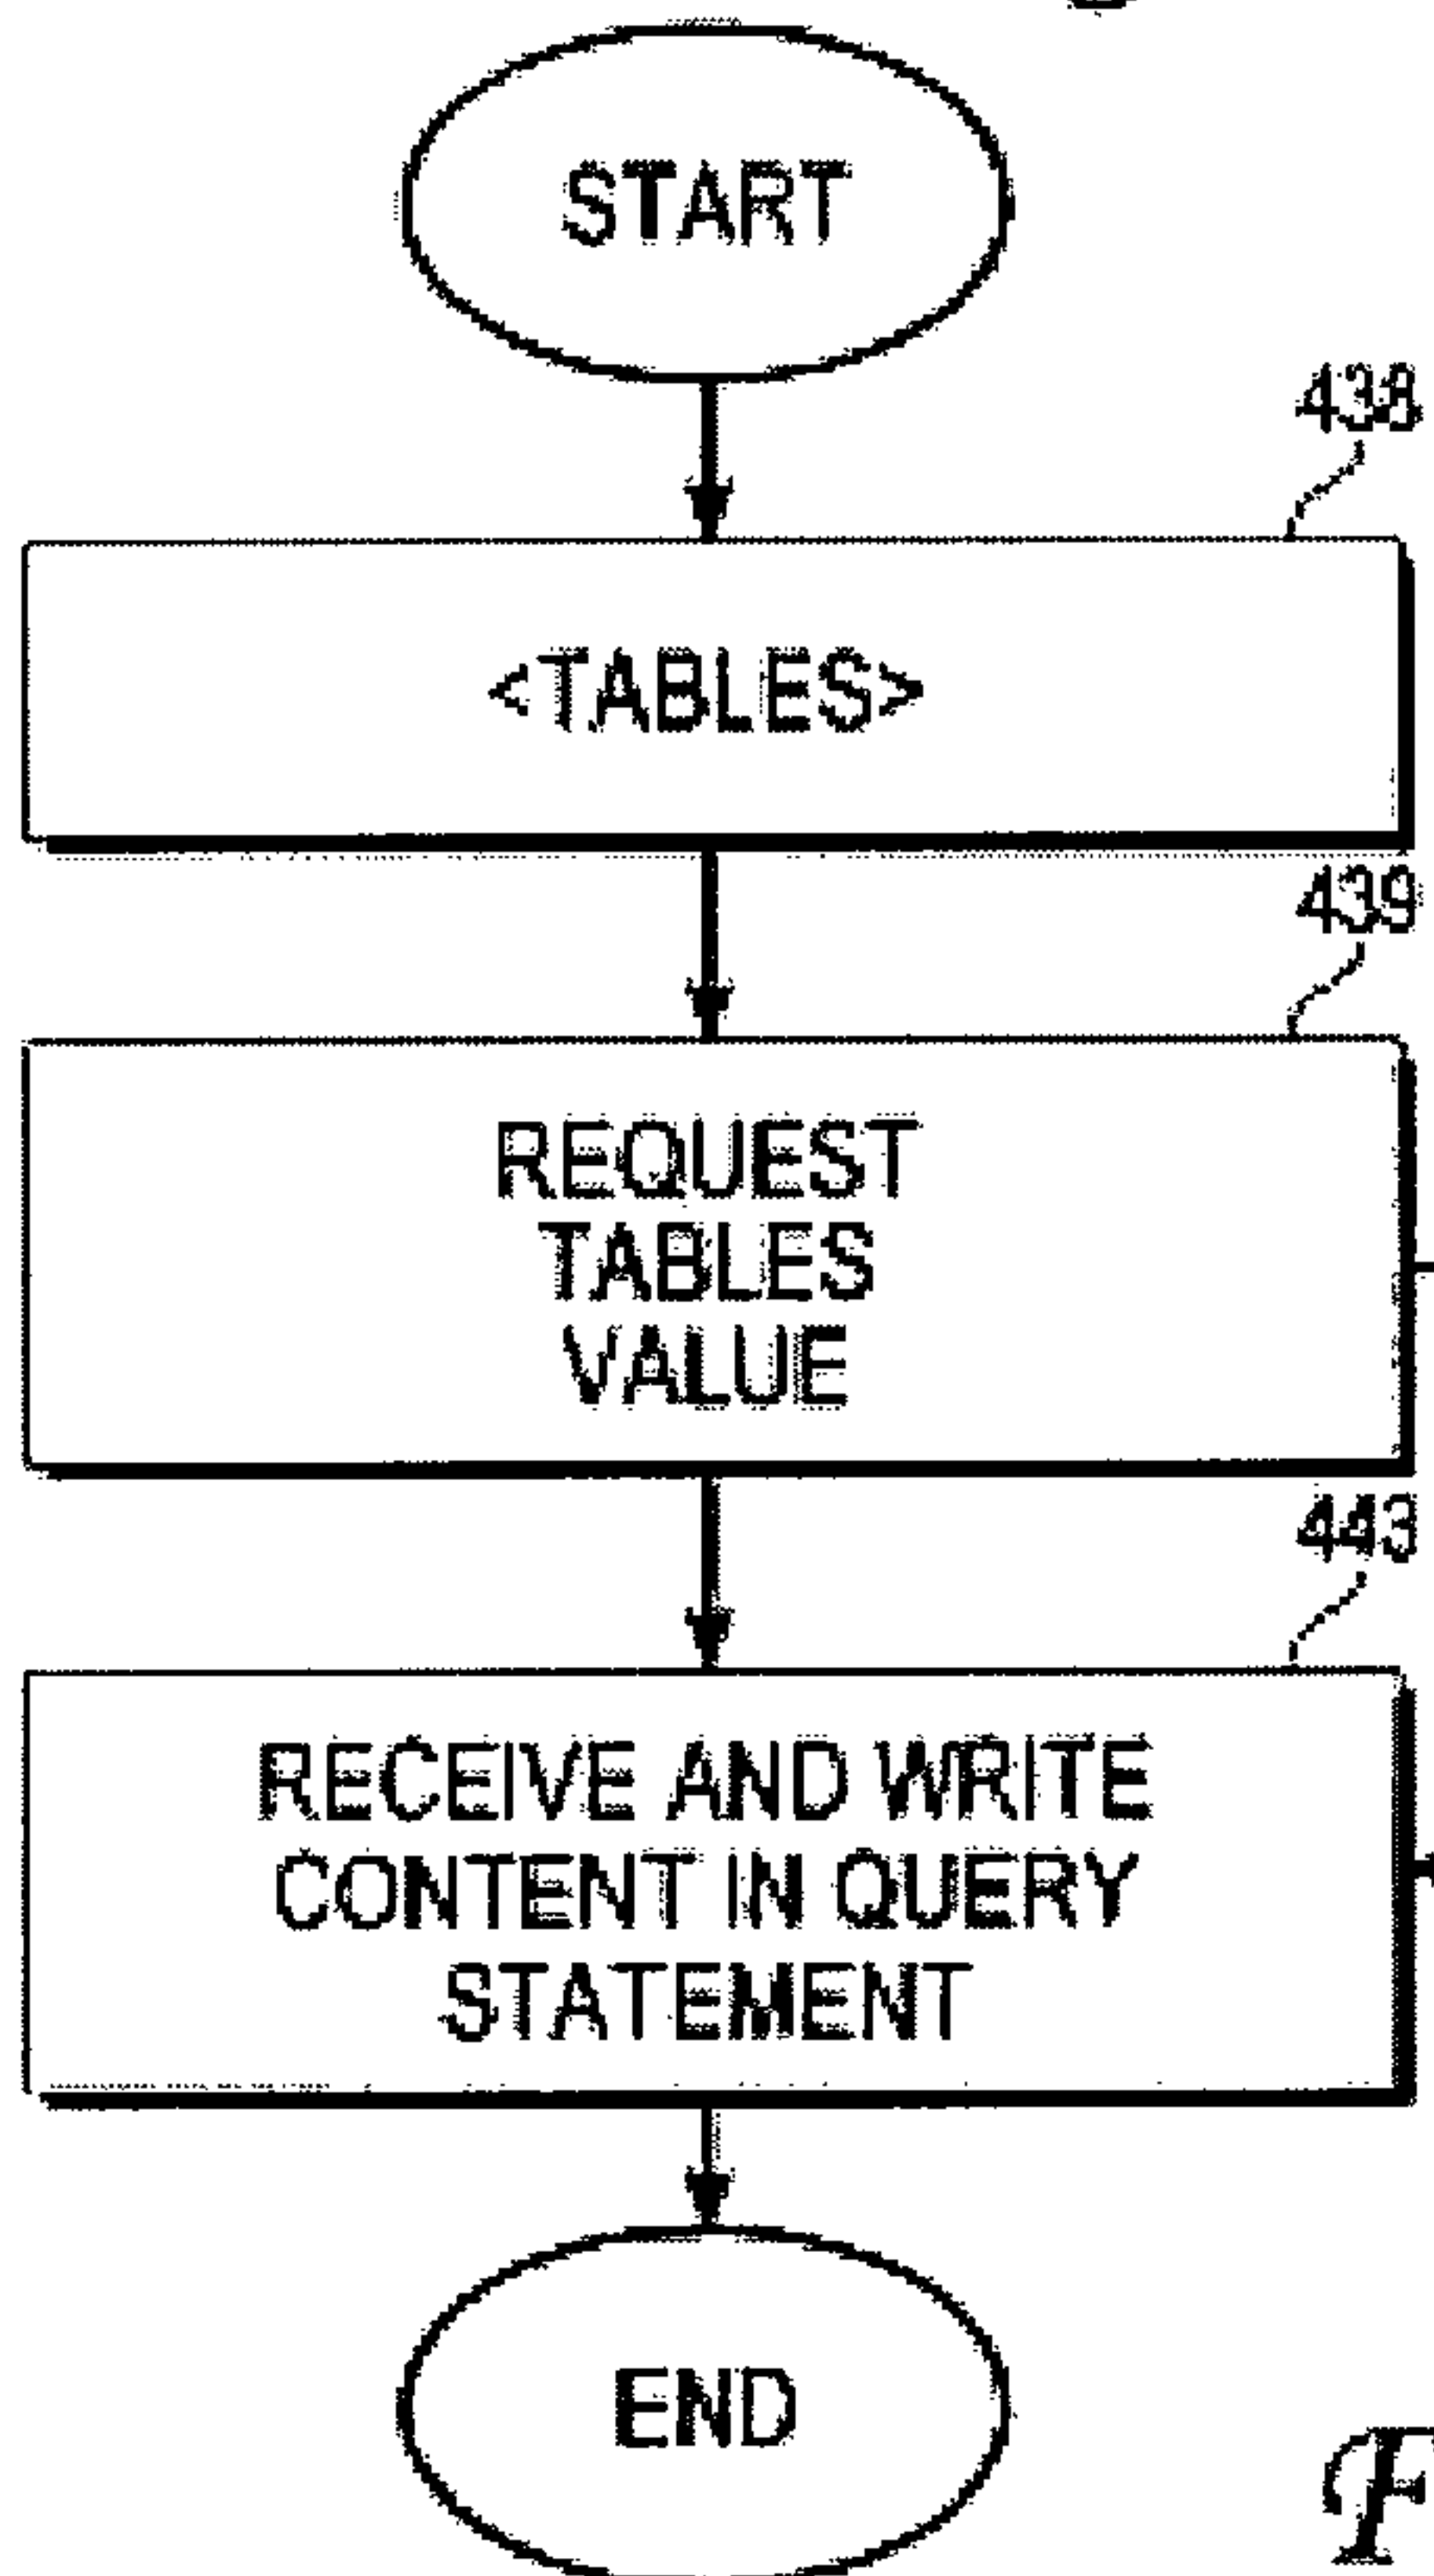 START
438
<TABLES>
439
REQUEST
TABLES
VALUE
443
RECEIVE AND WRITE
CONTENT IN QUERY
STATEMENT
END
F